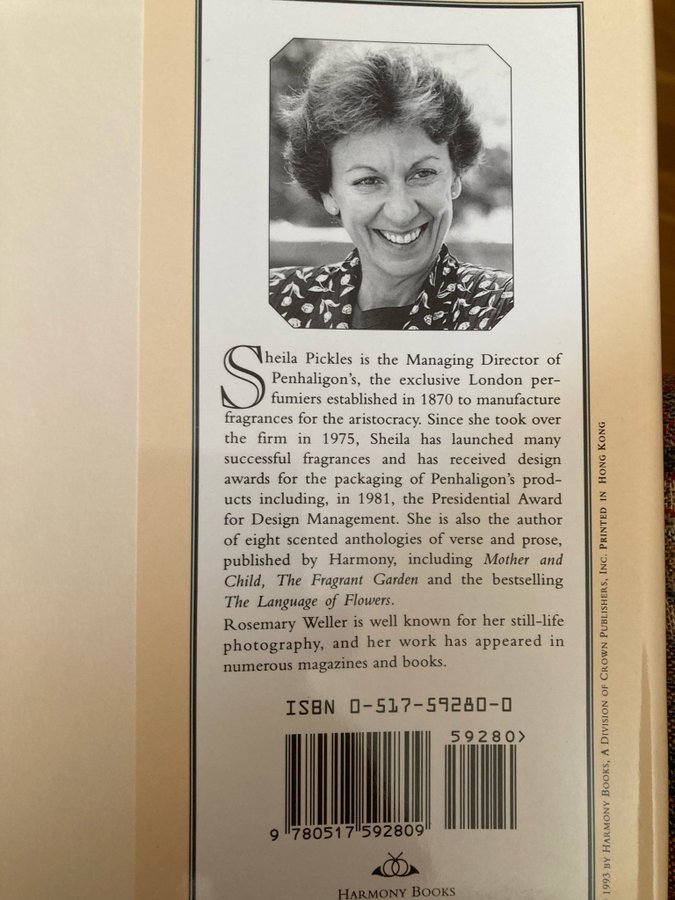 Sheila Pickles is the Managing Director of
Penhaligon's, the exclusive London per-
fumiers established in 1870 to manufacture
fragrances for the aristocracy. Since she took over
the firm in 1975, Sheila has launched many
successful fragrances and has received design
awards for the packaging of Penhaligon's prod-
ucts including, in 1981, the Presidential Award
for Design Management. She is also the author
of eight scented anthologies of verse and prose,
published by Harmony, including Mother and
Child, The Fragrant Garden and the bestselling
The Language of Flowers.
Rosemary Weller is well known for her still-life
photography, and her work has appeared in
numerous magazines and books.
ISBN 0-517-59280-0
59280>
9 780517 592809
HARMONY BOOKS
1993 BY HARMONY BOOKS, A DIVISION OF CROWN PUBLISHERS, INC. PRINTED IN HONG KONG